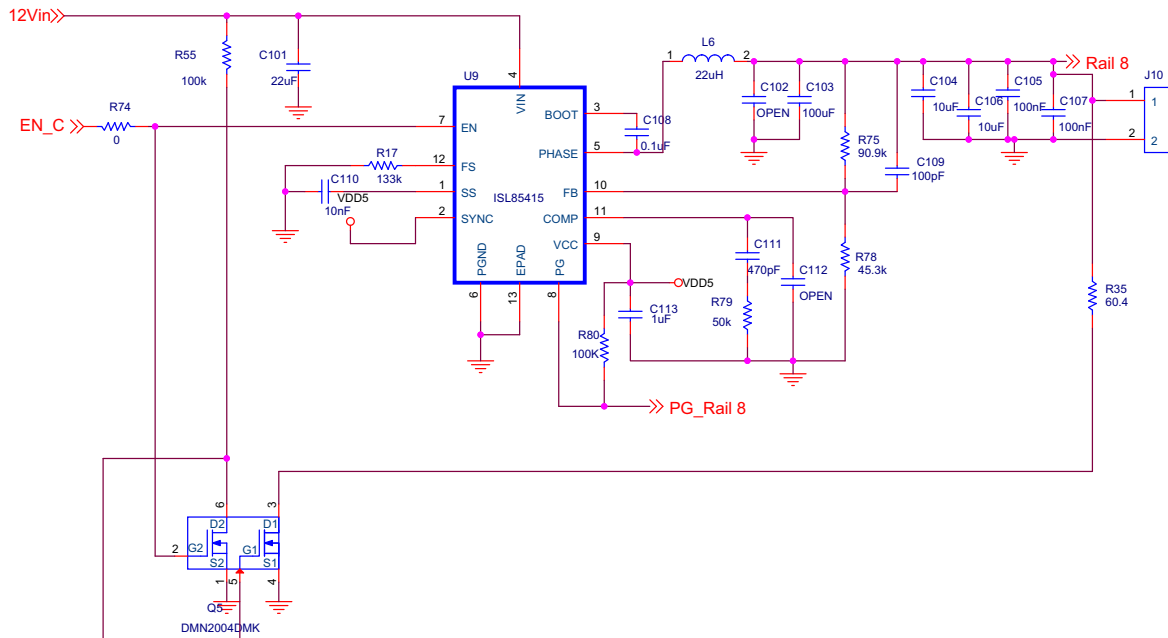 12Vin
R55
100k
C101
22uF
R74
0
EN_C
U9
4
VIN
7
EN
12
FS
1
SS
2
SYNC
ISL85415
BOOT
3
PHASE
5
FB
10
COMP
11
VCC
9
PGND
EPAD
PG
6
13
8
R17
133k
C110
10nF
VDD5
C108
0.1uF
1
L6
2
22uH
C102
OPEN
C103
100uF
R75
90.9k
C109
100pF
C104
10uF
C106
10uF
C105
100nF
C107
100nF
Rail 8
J10
1
1
2
2
C111
470pF
C112
OPEN
R78
45.3k
R79
50k
VDD5
C113
1uF
R80
100K
PG_Rail 8
R35
60.4
6
3
D2
D1
2
G2
G1
S2
S1
1
5
4
Q5
DMN2004DMK